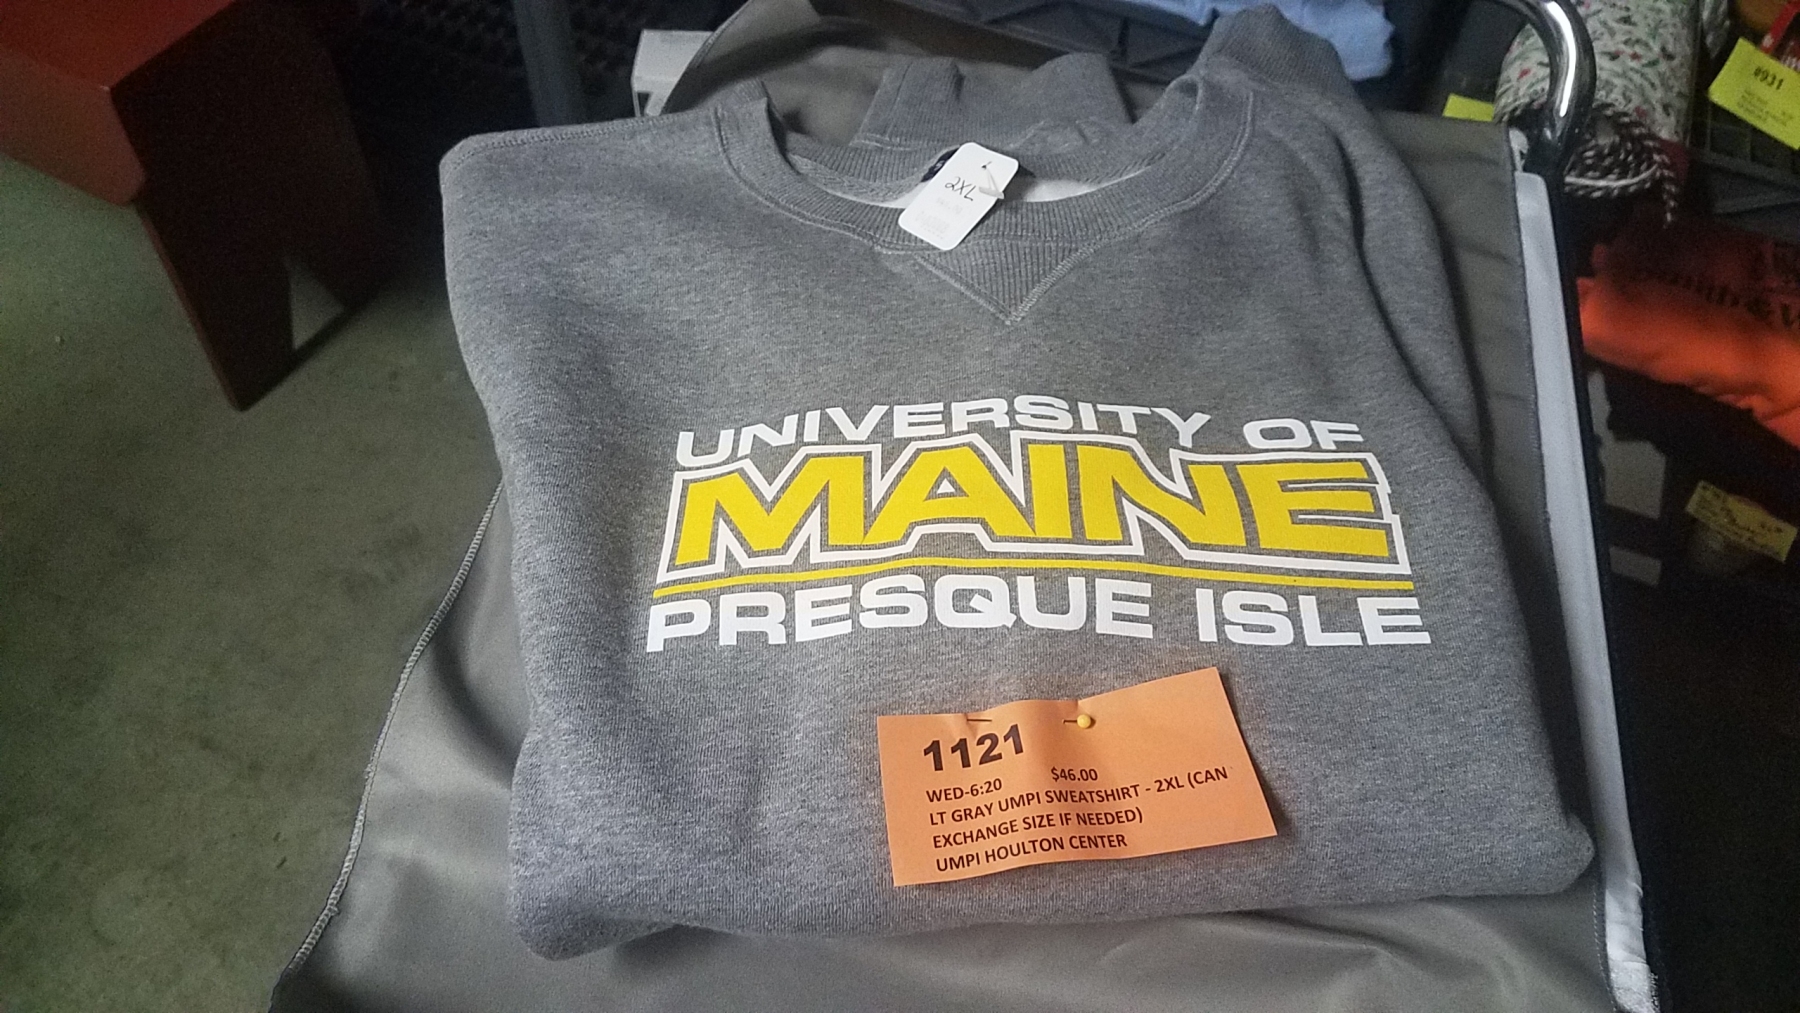 #931
2XL
Smith & W
UNIVERSITY OF
MAINE
PRESQUE ISLE
1121
WED-6:20 $46.00
LT GRAY UMPI SWEATSHIRT - 2XL (CAN
EXCHANGE SIZE IF NEEDED)
UMPI HOULTON CENTER